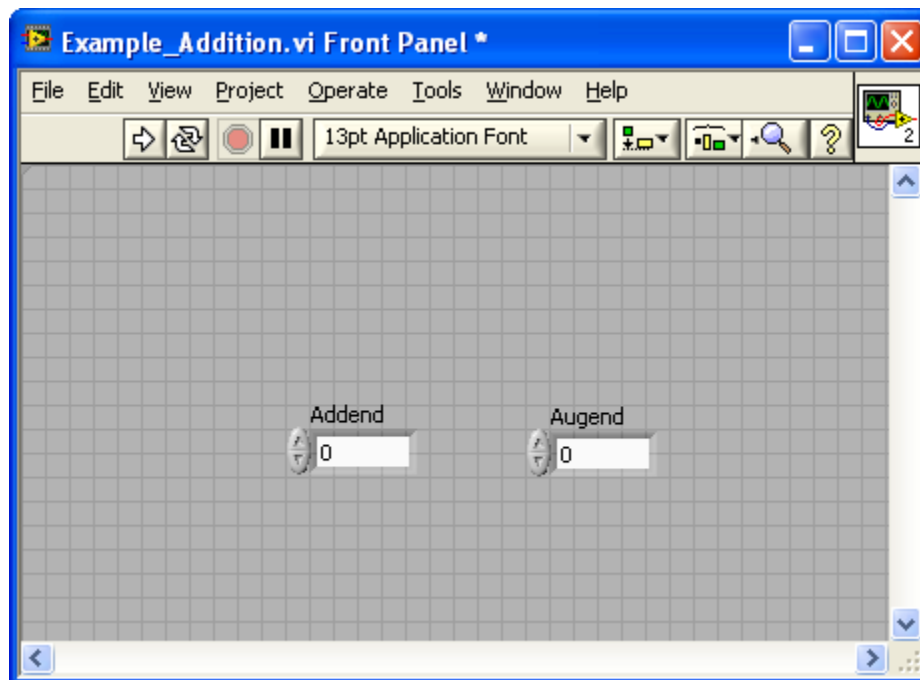 Example_Addition.vi Front Panel *
File Edit View Project Operate Tools Window Help
13pt Application Font
?
2
Addend
Augend
0
0